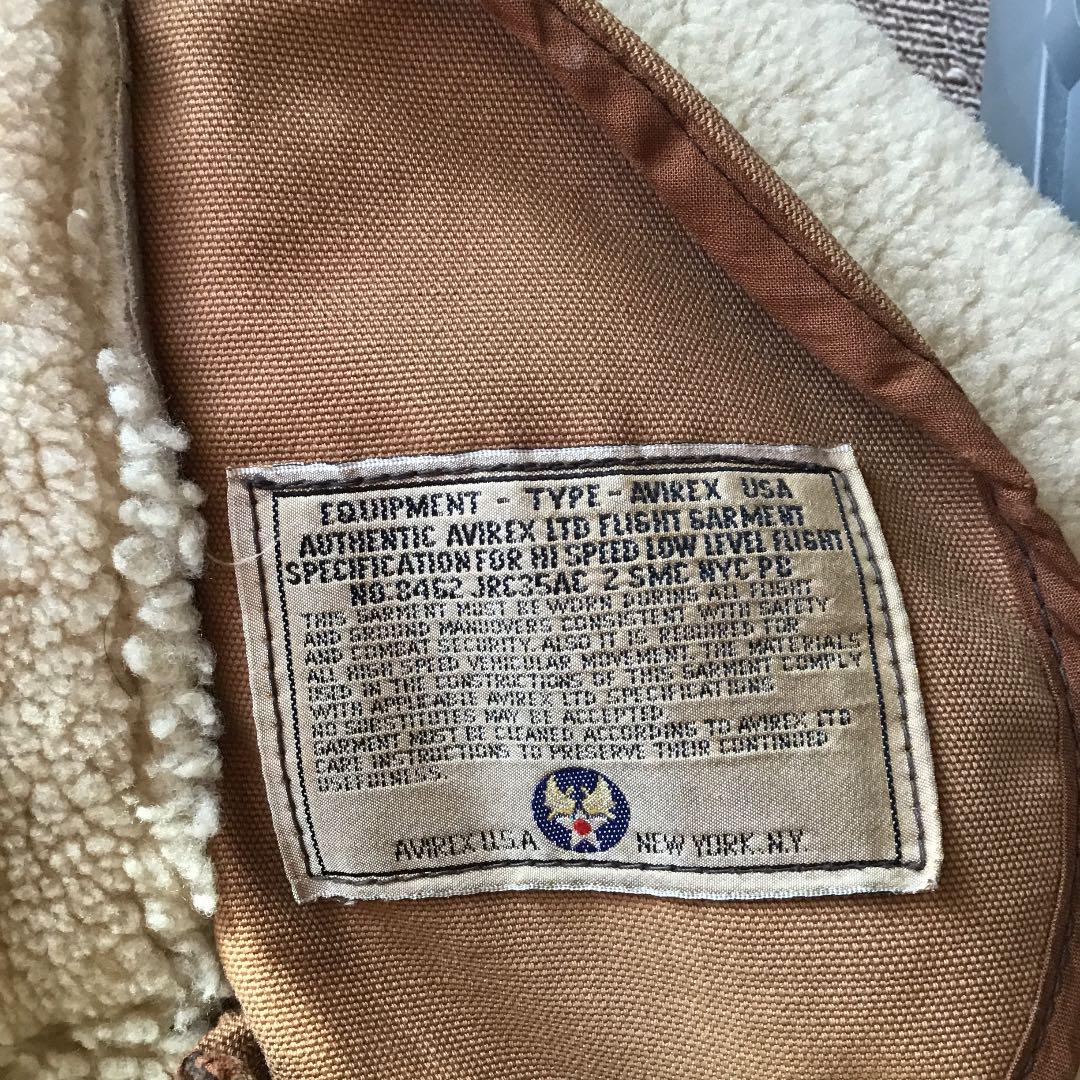 EQUIPMENT - TYPE - AVIREX USA
AUTHENTIC AVIREX LTD FLIGHT GARMENT
SPECIFICATION FOR HI SPEED LOW LEVEL FLIGHT
NO. 8462 JRC35AC 2 SMC NYC PB
THIS GARMENT MUST BE WORN DURING ALL FLIGHT
AND GROUND MANUOVERS CONSISTENT WITH SAFETY
AND COMBAT SECURITY. ALSO IT IS REQUIRED FOR
ALL HIGH SPEED VEHICULAR MOVEMENT. THE MATERIALS
USED IN THE CONSTRUCTIONS OF THIS GARMENT COMPLY
WITH APPLICABLE AVIREX LTD. SPECIFICATIONS
NO SUBSTITUTES MAY BE ACCEPTED
GARMENT MUST BE CLEANED ACCORDING TO AVIREX LTD
CARE INSTRUCTIONS TO PRESERVE THEIR CONTINUED
USEFULNESS.
AVIREX U.S.A NEW YORK. N.Y.